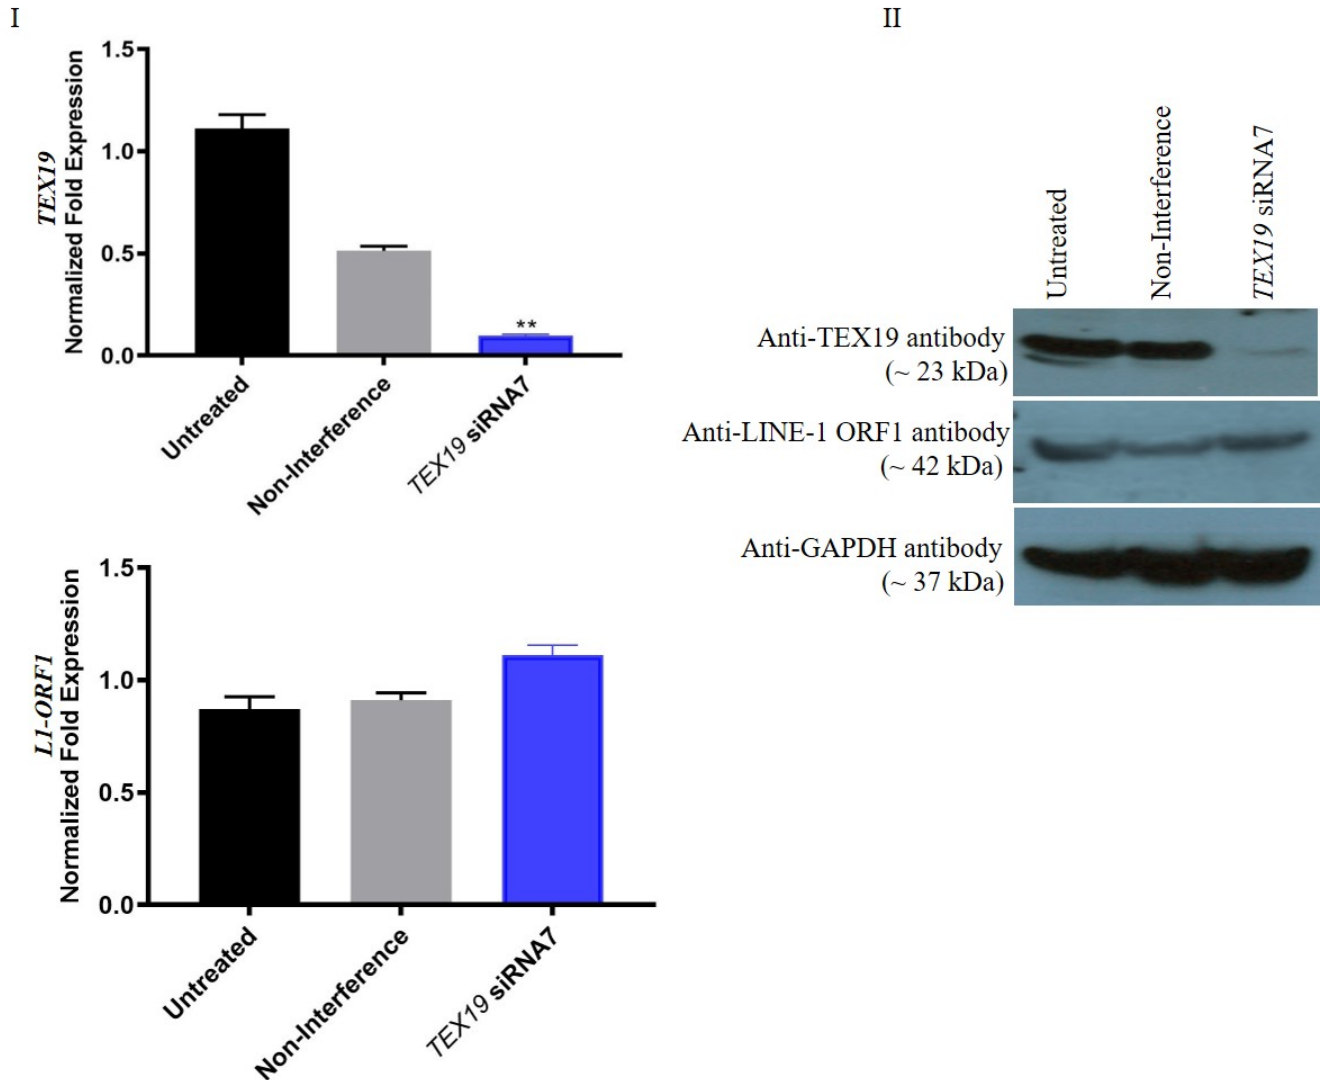 I
II
TEX19
Normalized Fold Expression
1.5
1.0
0.5
0.0
**
Untreated
Non-Interference
TEX19 siRNA7
L1-ORF1
Normalized Fold Expression
1.5
1.0
0.5
0.0
Untreated
Non-Interference
TEX19 siRNA7
Untreated
Non-Interference
TEX19 siRNA7
Anti-TEX19 antibody
(~ 23 kDa)
Anti-LINE-1 ORF1 antibody
(~ 42 kDa)
Anti-GAPDH antibody
(~ 37 kDa)